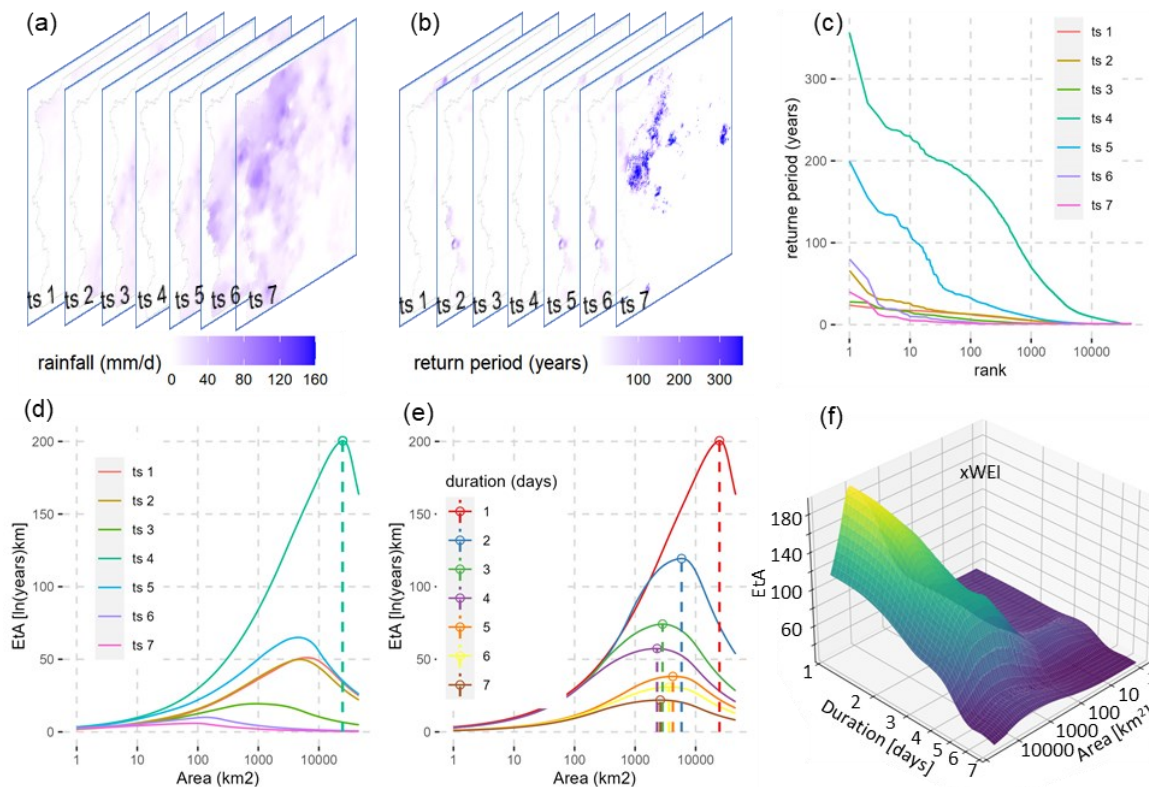 (a)
ts 1
ts 2
ts 3
ts 4
ts 5
ts 6
ts 7
rainfall (mm/d)
0 40 80 120 160
(b)
ts 1
ts 2
ts 3
ts 4
ts 5
ts 6
ts 7
return period (years)
100 200 300
(c)
returne period (years)
300
200
100
0
1 10 100 1000 10000
rank
ts 1
ts 2
ts 3
ts 4
ts 5
ts 6
ts 7
(d)
EtA [ln(years)km]
200
150
100
50
0
1 10 100 1000 10000
Area (km2)
ts 1
ts 2
ts 3
ts 4
ts 5
ts 6
ts 7
(e)
EtA [ln(years)km]
200
150
100
50
0
1 10 100 1000 10000
Area (km2)
duration (days)
1
2
3
4
5
6
7
(f)
xWEI
EtA
180
140
100
60
1 2 3 4 5 6 7
Duration [days]
10000 1000 100 10 1
Area [km²]